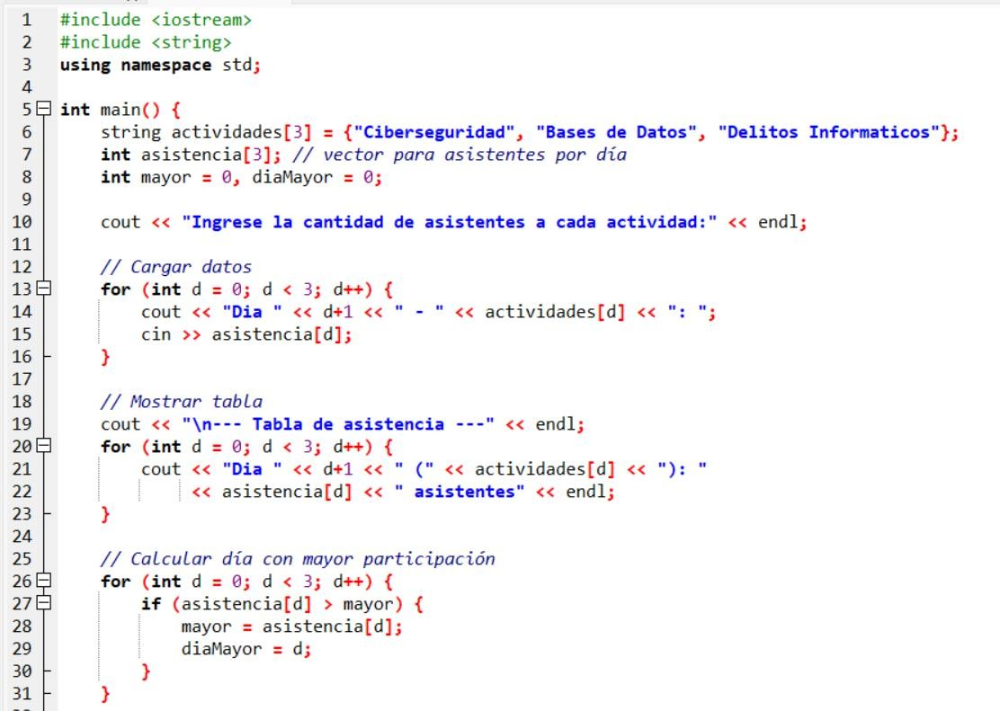 1 #include <iostream>
2 #include <string>
3 using namespace std;
4
5 int main() {
6 string actividades[3] = {"Ciberseguridad", "Bases de Datos", "Delitos Informaticos"};
7 int asistencia[3]; // vector para asistentes por día
8 int mayor = 0, diaMayor = 0;
9
10 cout << "Ingrese la cantidad de asistentes a cada actividad:" << endl;
11
12 // Cargar datos
13 for (int d = 0; d < 3; d++) {
14 cout << "Dia " << d+1 << " - " << actividades[d] << ": ";
15 cin >> asistencia[d];
16 }
17
18 // Mostrar tabla
19 cout << "\n--- Tabla de asistencia ---" << endl;
20 for (int d = 0; d < 3; d++) {
21 cout << "Dia " << d+1 << " (" << actividades[d] << "): "
22 << asistencia[d] << " asistentes" << endl;
23 }
24
25 // Calcular día con mayor participación
26 for (int d = 0; d < 3; d++) {
27 if (asistencia[d] > mayor) {
28 mayor = asistencia[d];
29 diaMayor = d;
30 }
31 }